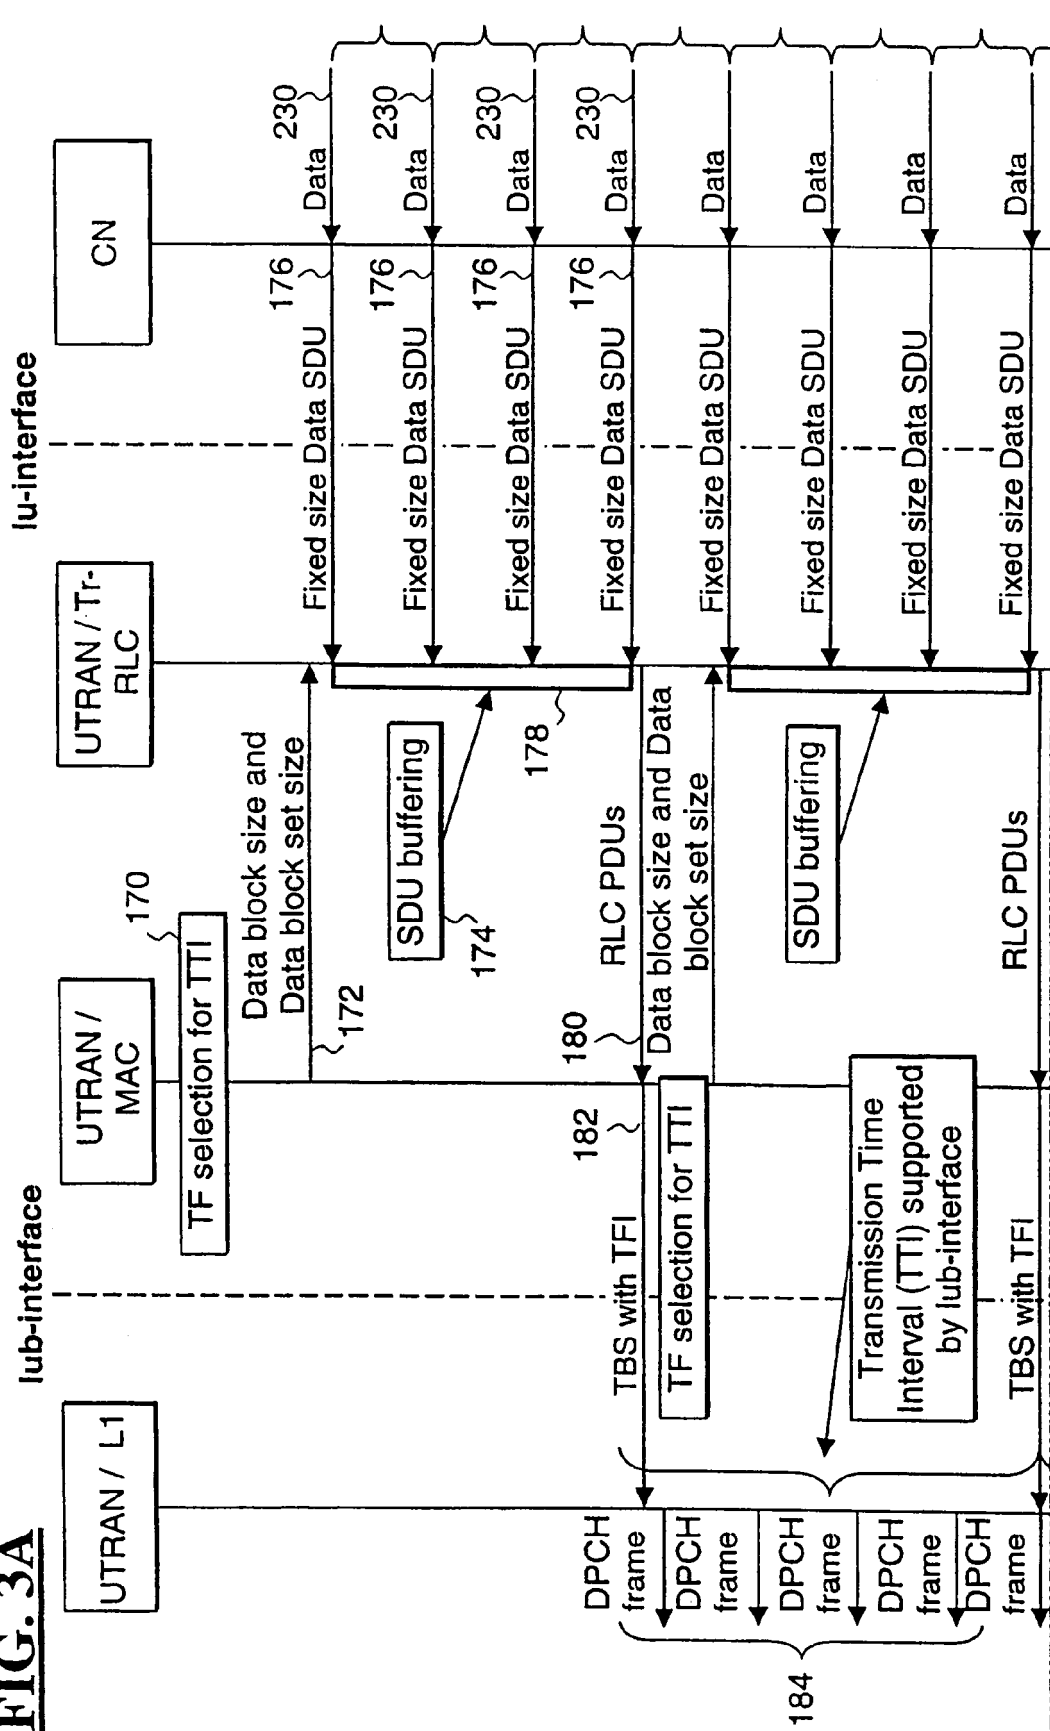 FIG. 3A
Iub-interface
Iu-interface
UTRAN / L1
UTRAN /
MAC
UTRAN / Tr-
RLC
CN
TF selection for TTI
170
Data block size and
Data block set size
172
SDU buffering
174
178
Fixed size Data SDU
176
Data
230
Fixed size Data SDU
176
Data
230
Fixed size Data SDU
176
Data
230
Fixed size Data SDU
176
Data
230
RLC PDUs
180
182
TBS with TFI
TF selection for TTI
Data block size and Data
block set size
Fixed size Data SDU
Data
Fixed size Data SDU
Data
Fixed size Data SDU
Data
Fixed size Data SDU
Data
SDU buffering
Transmission Time
Interval (TTI) supported
by Iub-interface
RLC PDUs
TBS with TFI
DPCH
frame
DPCH
frame
DPCH
frame
DPCH
frame
DPCH
frame
184